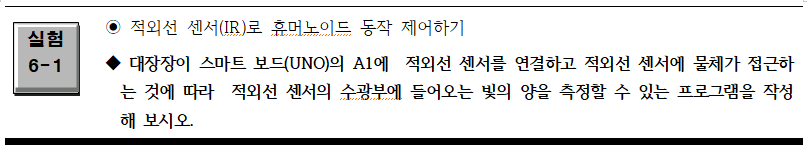 실험
6-1
◉ 적외선 센서(IR)로 휴머노이드 동작 제어하기
◆ 대장장이 스마트 보드(UNO)의 A1에 적외선 센서를 연결하고 적외선 센서에 물체가 접근하
는 것에 따라 적외선 센서의 수광부에 들어오는 빛의 양을 측정할 수 있는 프로그램을 작성
해 보시오.